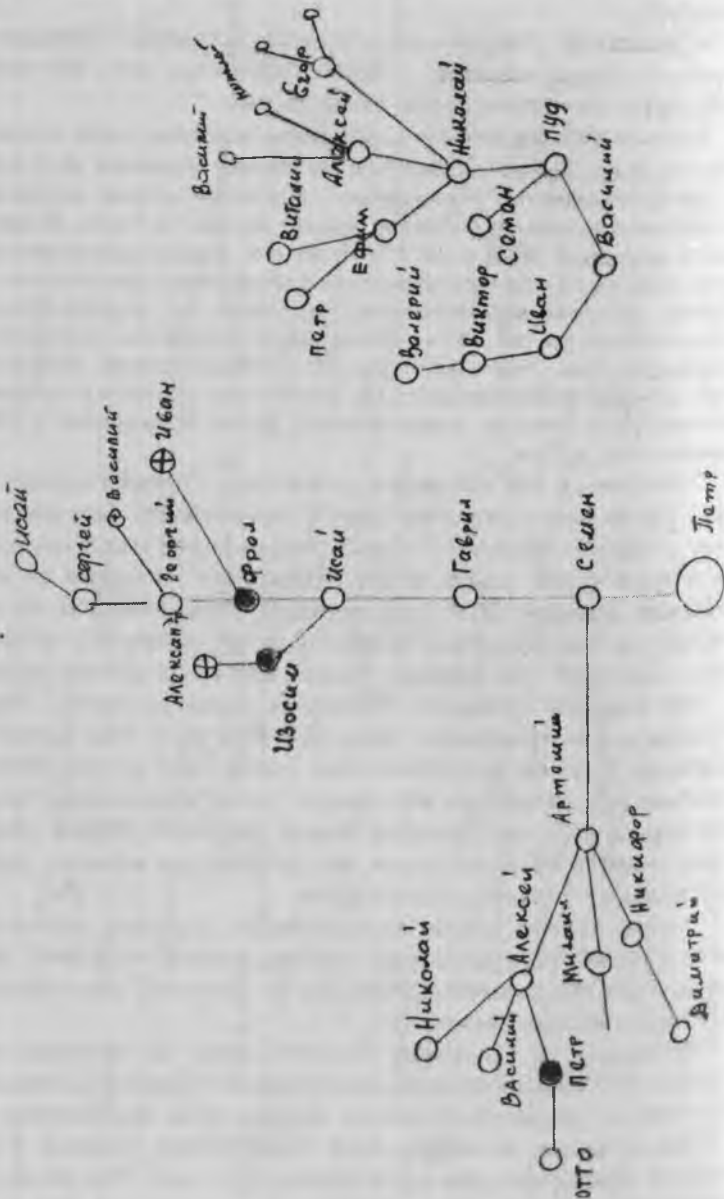 Исай
Сергей
Василий
Георгий
Иван
Александр
Фрол
Изосим
Исай
Гаврил
Семен
Петр
Артемий
Алексей
Николай
Василий
Петр
ОТТО
Михаил
Никифор
Димитрий
Егор
Василий
Алексей
Николай
Виталий
Ефим
Петр
Пуд
Семен
Василий
Иван
Виктор
Валерий